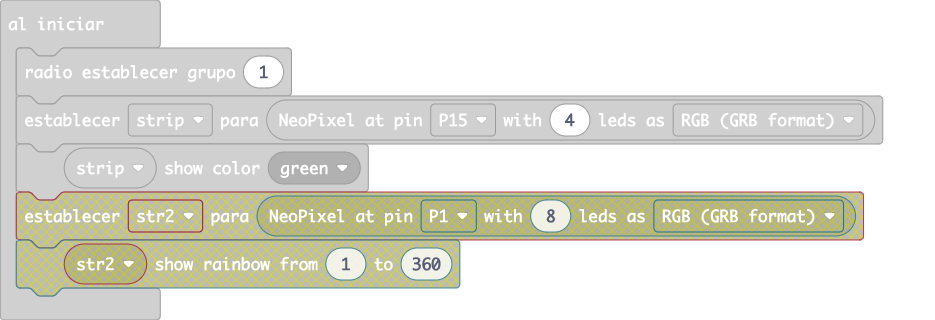 al iniciar
radio establecer grupo 1
establecer strip para NeoPixel at pin P15 with 4 leds as RGB (GRB format)
strip show color green
establecer str2 para NeoPixel at pin P1 with 8 leds as RGB (GRB format)
str2 show rainbow from 1 to 360